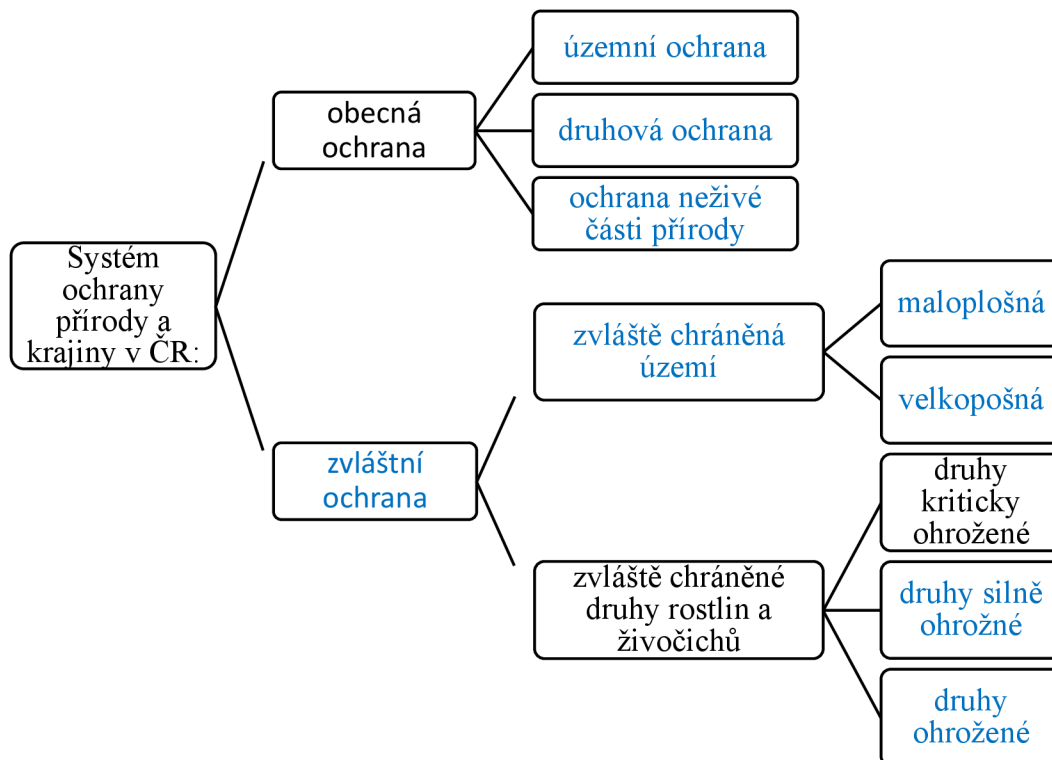 Systém
ochrany
přírody a
krajiny v ČR:
obecná
ochrana
územní ochrana
druhová ochrana
ochrana neživé
části přírody
zvláštní
ochrana
zvláště chráněná
území
maloplošná
velkopošná
zvláště chráněné
druhy rostlin a
živočichů
druhy
kriticky
ohrožené
druhy silně
ohrožné
druhy
ohrožené